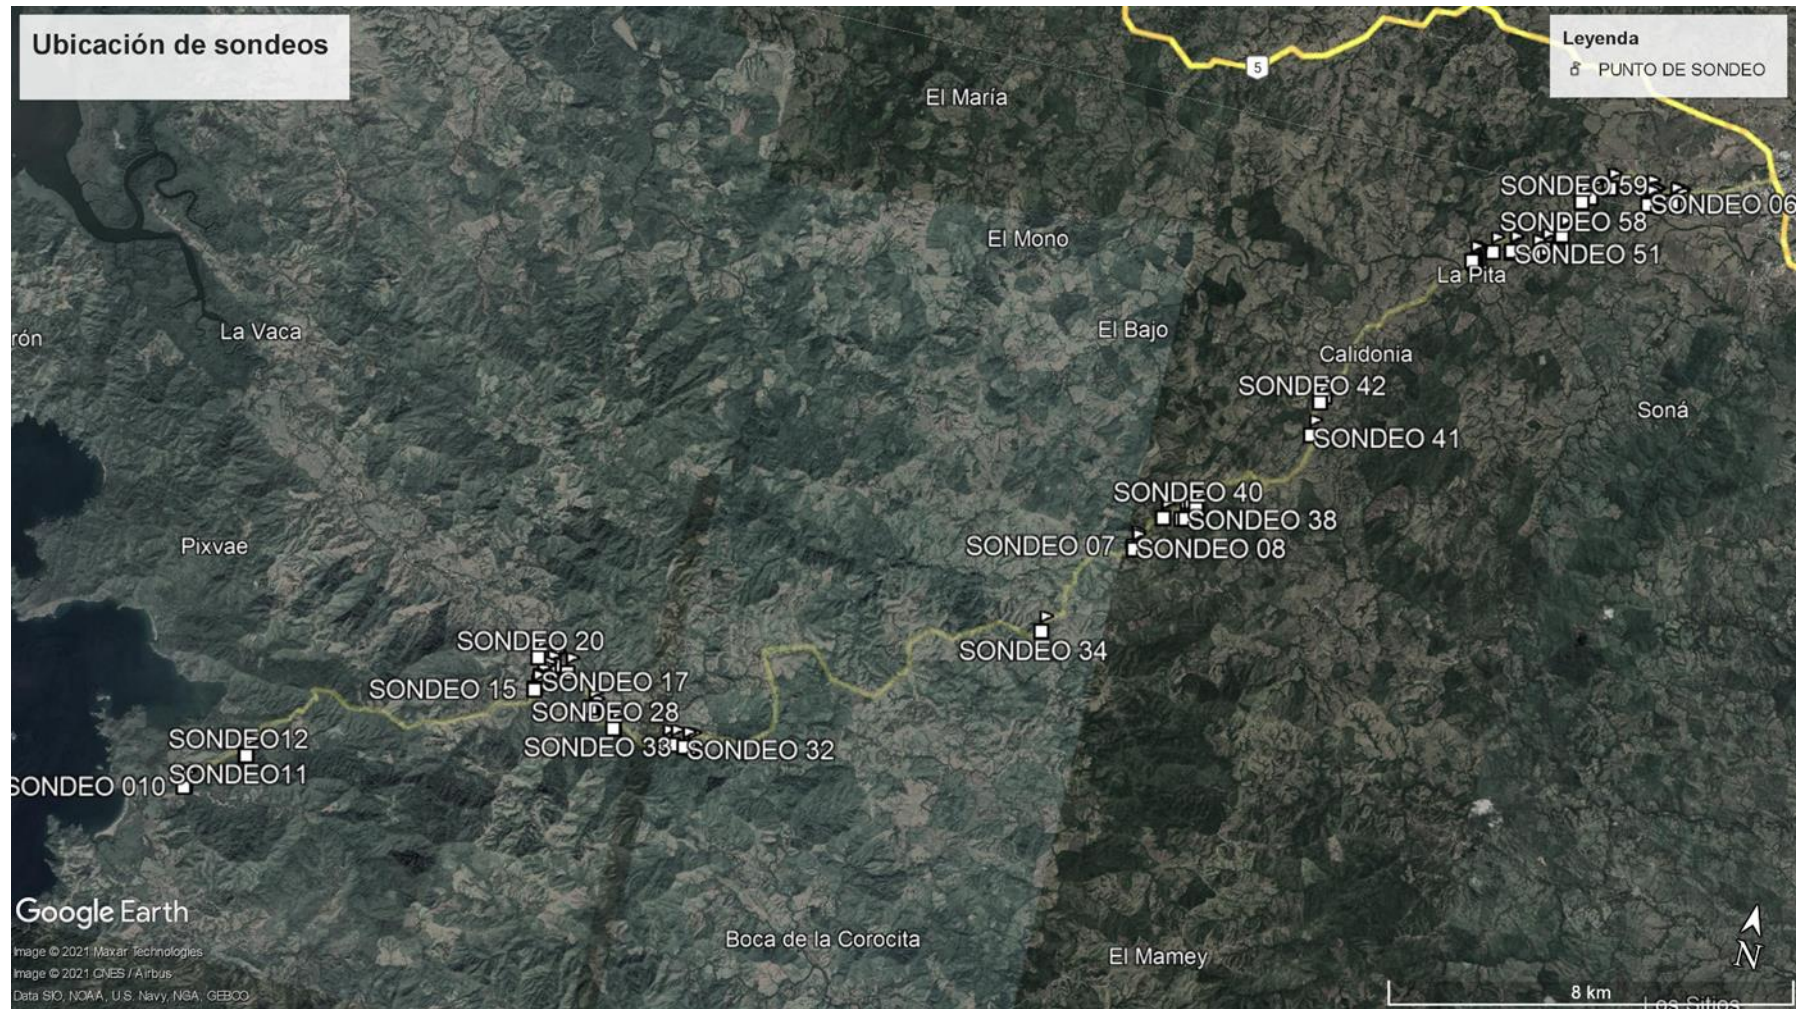 Ubicación de sondeos
Leyenda
PUNTO DE SONDEO
5
El María
SONDEO 59
SONDEO 06
SONDEO 58
El Mono
SONDEO 51
La Pita
La Vaca
El Bajo
rón
Calidonia
SONDEO 42
Soná
SONDEO 41
SONDEO 40
SONDEO 38
Pixvae
SONDEO 07
SONDEO 08
SONDEO 20
SONDEO 34
SONDEO 17
SONDEO 15
SONDEO 28
SONDEO 33
SONDEO 32
SONDEO12
SONDEO11
SONDEO 010
Google Earth
Boca de la Corocita
El Mamey
N
Image © 2021 Maxar Technologies
Image © 2021 CNES / Airbus
Data SIO, NOAA, U.S. Navy, NGA, GEBCO
8 km
Los Sitios